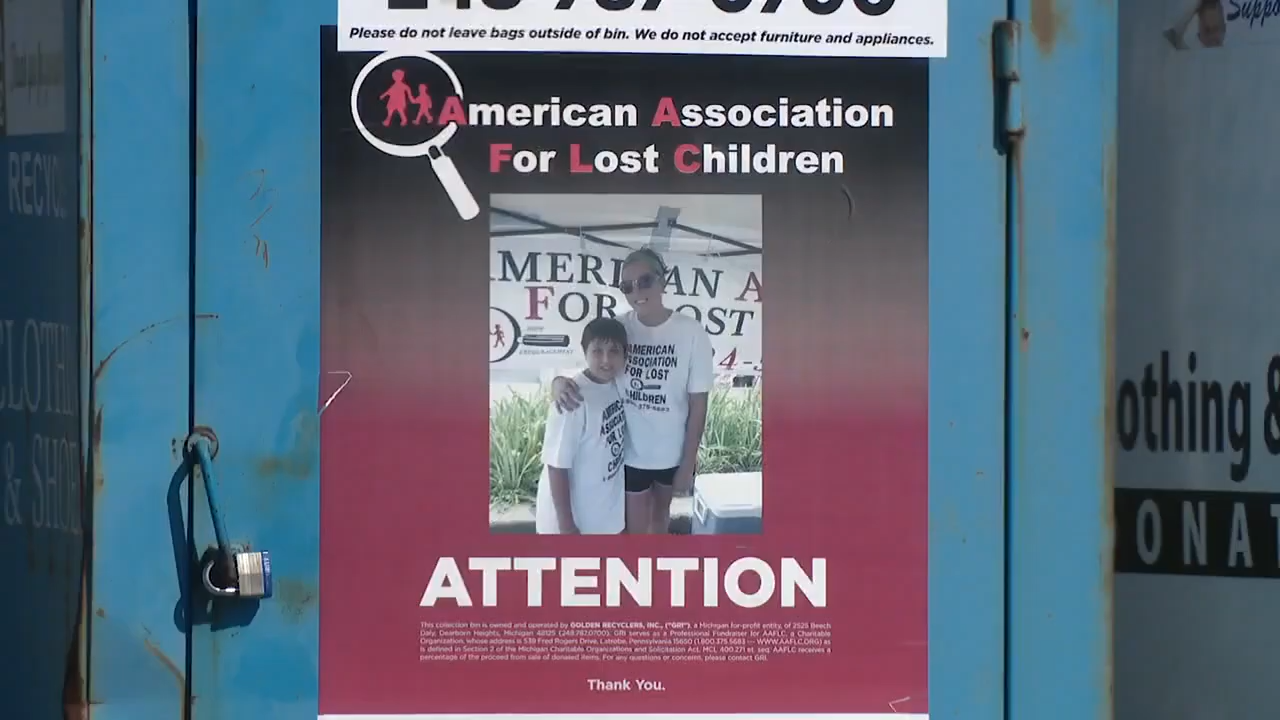 Please do not leave bags outside of bin. We do not accept furniture and appliances.
American Association
For Lost Children
AMERICAN A
FOR LOST
AMERICAN
ASSOCIATION
FOR LOST
CHILDREN
ATTENTION
This collection bin is owned and operated by GOLDEN RECYCLERS, INC., ("GRI"), a Michigan for-profit entity, of 2525 Beech
Daly, Dearborn Heights, Michigan 48125 (248.787.0700). GRI serves as a Professional Fundraiser for AAFLC, a Charitable
Organization, whose address is 539 Fred Rogers Drive, Latrobe, Pennsylvania 15650 (1.800.375.5683 — WWW.AAFLC.ORG) as
is defined in Section 2 of the Michigan Charitable Organizations and Solicitation Act, MCL 400.271 et. seq. AAFLC receives a
percentage of the proceed from sale of donated items. For any questions or concerns, please contact GRI.
Thank You.
RECYC
CLOTH
& SHOE
Suppo
othing &
ONAT